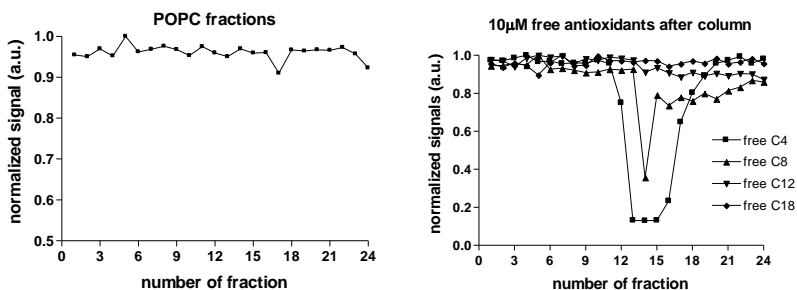 POPC fractions
normalized signal (a.u.)
1.0
0.9
0.8
0.7
0.6
0.5
0 3 6 9 12 15 18 21 24
number of fraction
10µM free antioxidants after column
normalized signals (a.u.)
1.0
0.8
0.6
0.4
0.2
0.0
0 3 6 9 12 15 18 21 24
number of fraction
free C4
free C8
free C12
free C18